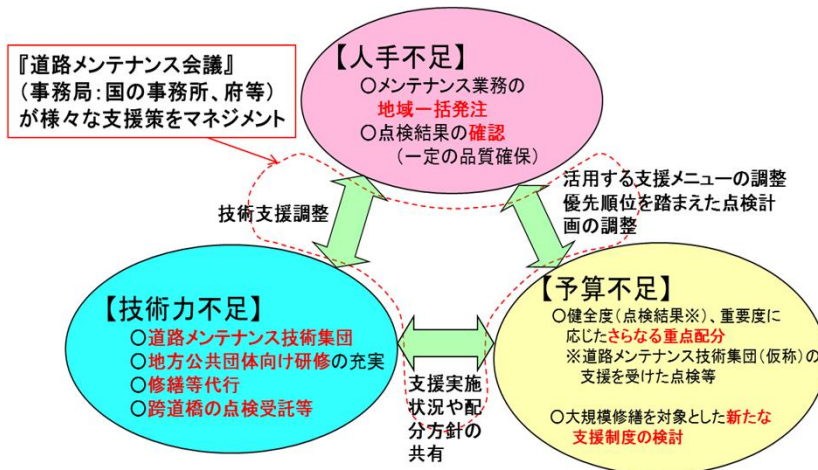 『道路メンテナンス会議』
（事務局：国の事務所、府等）
が様々な支援策をマネジメント
【人手不足】
○メンテナンス業務の
地域一括発注
○点検結果の確認
（一定の品質確保）
技術支援調整
活用する支援メニューの調整
優先順位を踏まえた点検計
画の調整
【技術力不足】
○道路メンテナンス技術集団
○地方公共団体向け研修の充実
○修繕等代行
○跨道橋の点検受託等
支援実施
状況や配
分方針の
共有
【予算不足】
○健全度（点検結果※）、重要度に
応じたさらなる重点配分
※道路メンテナンス技術集団（仮称）の
支援を受けた点検等
○大規模修繕を対象とした新たな
支援制度の検討